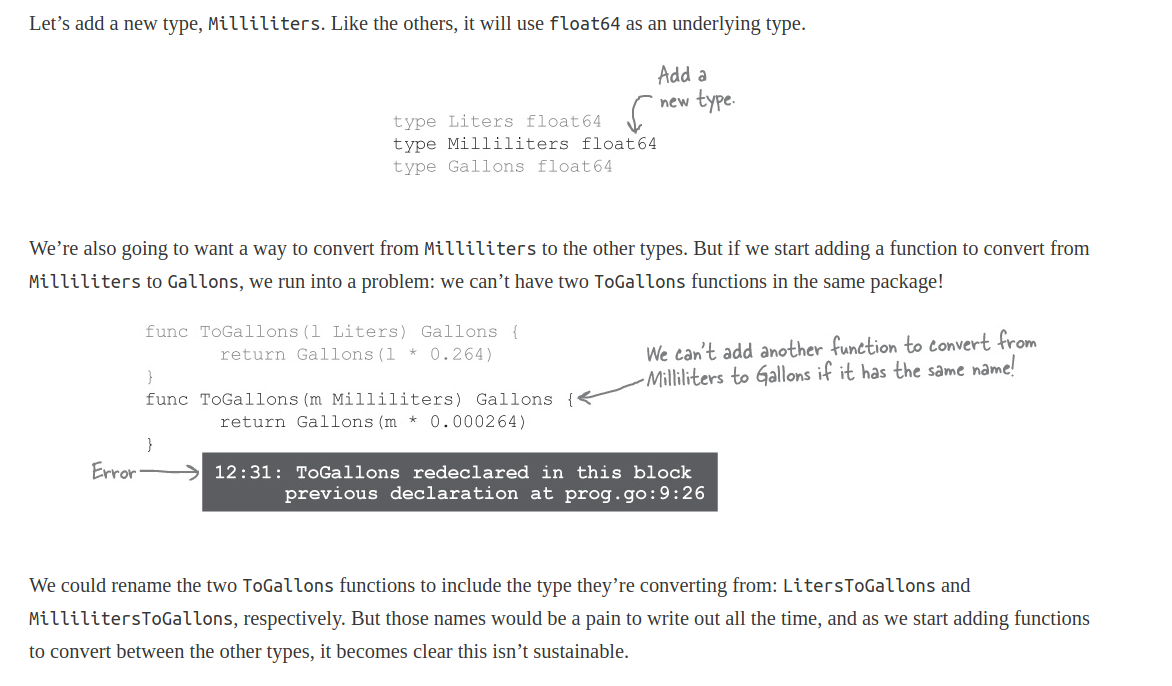 Let’s add a new type, Milliliters. Like the others, it will use float64 as an underlying type.
Add a
new type.
type Liters float64
type Milliliters float64
type Gallons float64
We’re also going to want a way to convert from Milliliters to the other types. But if we start adding a function to convert from
Milliliters to Gallons, we run into a problem: we can’t have two ToGallons functions in the same package!
func ToGallons(l Liters) Gallons {
return Gallons(l * 0.264)
}
func ToGallons(m Milliliters) Gallons {
return Gallons(m * 0.000264)
}
We can't add another function to convert from
Milliliters to Gallons if it has the same name!
Error
12:31: ToGallons redeclared in this block
previous declaration at prog.go:9:26
We could rename the two ToGallons functions to include the type they’re converting from: LitersToGallons and
MillilitersToGallons, respectively. But those names would be a pain to write out all the time, and as we start adding functions
to convert between the other types, it becomes clear this isn’t sustainable.